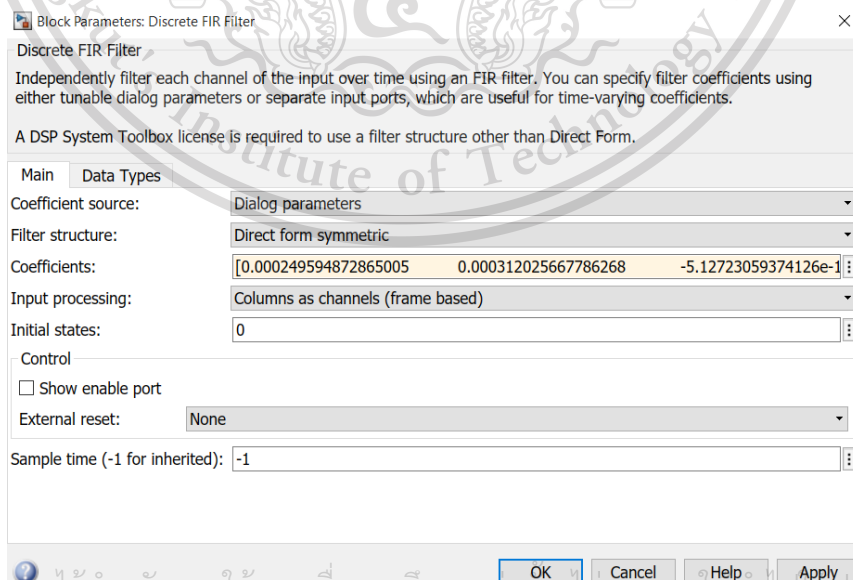 Block Parameters: Discrete FIR Filter
Discrete FIR Filter
Independently filter each channel of the input over time using an FIR filter. You can specify filter coefficients using
either tunable dialog parameters or separate input ports, which are useful for time-varying coefficients.
A DSP System Toolbox license is required to use a filter structure other than Direct Form.
Institute of Technology
Main Data Types
Coefficient source: Dialog parameters
Filter structure: Direct form symmetric
Coefficients: [0.000249594872865005 0.000312025667786268 -5.12723059374126e-1
Input processing: Columns as channels (frame based)
Initial states: 0
Control
Show enable port
External reset: None
Sample time (-1 for inherited): -1
OK Cancel Help Apply